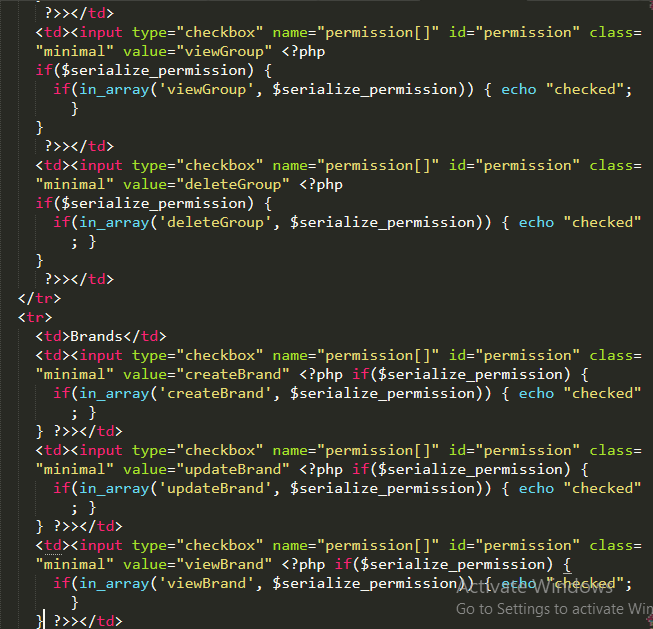 ?>></td>
<td><input type="checkbox" name="permission[]" id="permission" class=
"minimal" value="viewGroup" <?php
if($serialize_permission) {
if(in_array('viewGroup', $serialize_permission)) { echo "checked";
}
}
?>></td>
<td><input type="checkbox" name="permission[]" id="permission" class=
"minimal" value="deleteGroup" <?php
if($serialize_permission) {
if(in_array('deleteGroup', $serialize_permission)) { echo "checked"
; }
}
?>></td>
</tr>
<tr>
<td>Brands</td>
<td><input type="checkbox" name="permission[]" id="permission" class=
"minimal" value="createBrand" <?php if($serialize_permission) {
if(in_array('createBrand', $serialize_permission)) { echo "checked"
; }
} ?>></td>
<td><input type="checkbox" name="permission[]" id="permission" class=
"minimal" value="updateBrand" <?php if($serialize_permission) {
if(in_array('updateBrand', $serialize_permission)) { echo "checked"
; }
} ?>></td>
<td><input type="checkbox" name="permission[]" id="permission" class=
"minimal" value="viewBrand" <?php if($serialize_permission) {
if(in_array('viewBrand', $serialize_permission)) { echo "checked";
}
} ?>></td>
Activate Windows
Go to Settings to activate Win